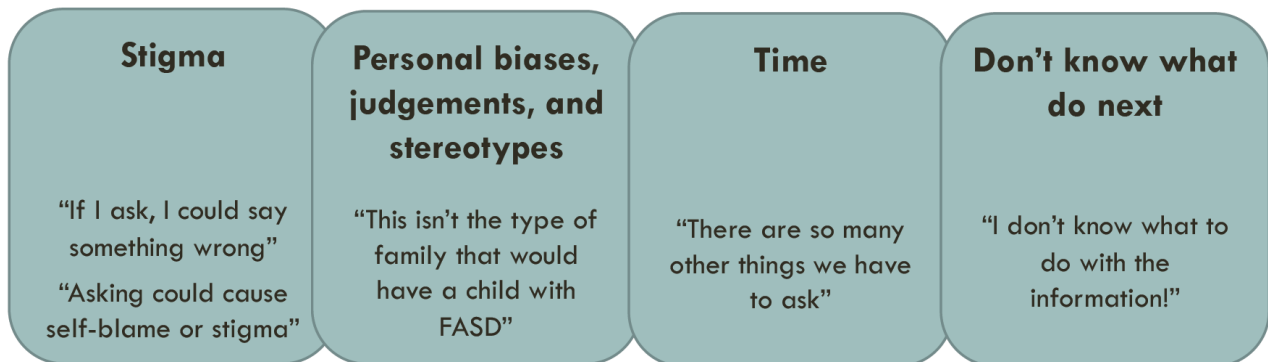 Stigma
“If I ask, I could say
something wrong”
“Asking could cause
self-blame or stigma”
Personal biases,
judgements, and
stereotypes
“This isn’t the type of
family that would
have a child with
FASD”
Time
“There are so many
other things we have
to ask”
Don’t know what
do next
“I don’t know what to
do with the
information!”